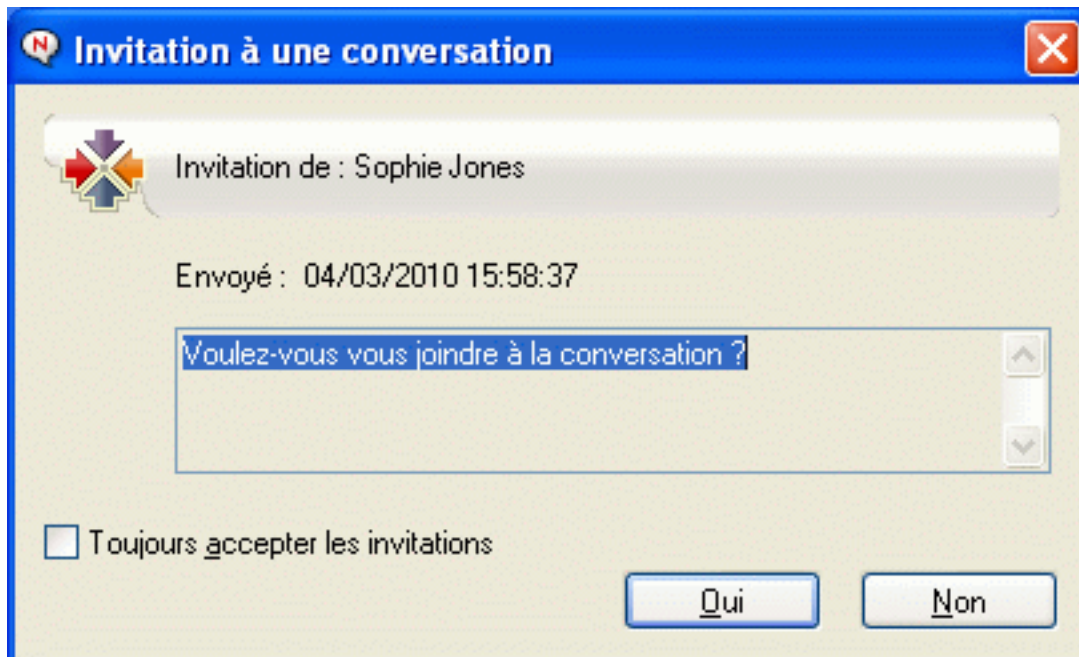 N Invitation à une conversation
Invitation de : Sophie Jones
Envoyé : 04/03/2010 15:58:37
Voulez-vous vous joindre à la conversation ?
Toujours accepter les invitations
Oui Non